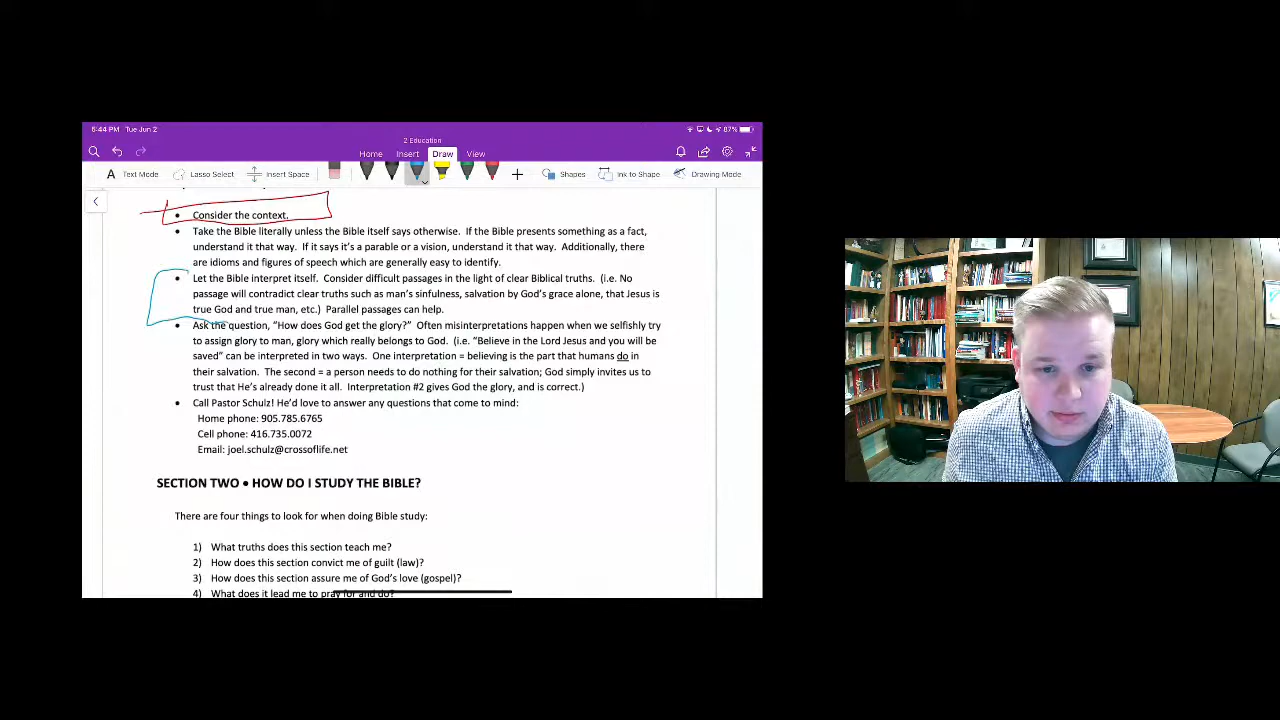 6:44 PM Tue Jun 2
87%
2 Education
Home Insert Draw View
Text Mode Lasso Select Insert Space Shapes Ink to Shape Drawing Mode
• Consider the context.
• Take the Bible literally unless the Bible itself says otherwise. If the Bible presents something as a fact,
understand it that way. If it says it's a parable or a vision, understand it that way. Additionally, there
are idioms and figures of speech which are generally easy to identify.
• Let the Bible interpret itself. Consider difficult passages in the light of clear Biblical truths. (i.e. No
passage will contradict clear truths such as man's sinfulness, salvation by God's grace alone, that Jesus is
true God and true man, etc.) Parallel passages can help.
• Ask the question, "How does God get the glory?" Often misinterpretations happen when we selfishly try
to assign glory to man, glory which really belongs to God. (i.e. "Believe in the Lord Jesus and you will be
saved" can be interpreted in two ways. One interpretation = believing is the part that humans do in
their salvation. The second = a person needs to do nothing for their salvation; God simply invites us to
trust that He's already done it all. Interpretation #2 gives God the glory, and is correct.)
• Call Pastor Schulz! He'd love to answer any questions that come to mind:
Home phone: 905.785.6765
Cell phone: 416.735.0072
Email: joel.schulz@crossoflife.net
SECTION TWO • HOW DO I STUDY THE BIBLE?
There are four things to look for when doing Bible study:
1) What truths does this section teach me?
2) How does this section convict me of guilt (law)?
3) How does this section assure me of God's love (gospel)?
4) What does it lead me to pray for and do?